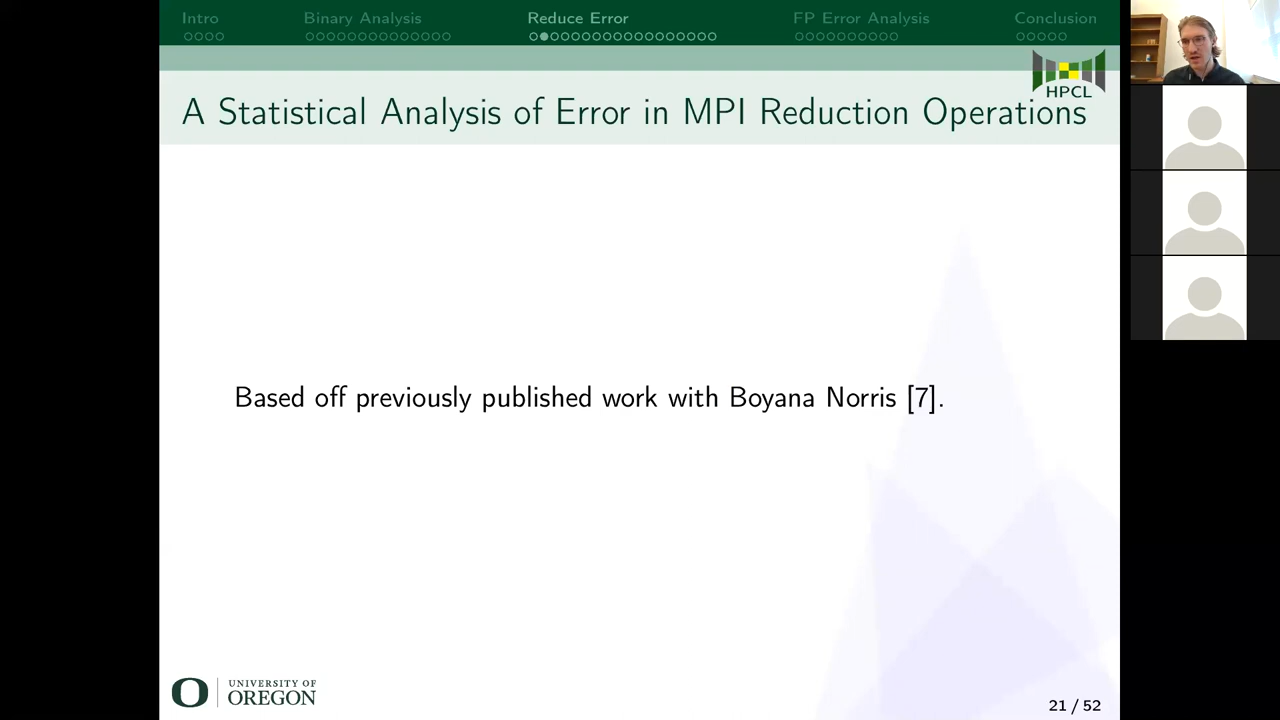 Intro Binary Analysis Reduce Error FP Error Analysis Conclusion
HPCL
A Statistical Analysis of Error in MPI Reduction Operations
Based off previously published work with Boyana Norris [7].
UNIVERSITY OF
OREGON
21 / 52